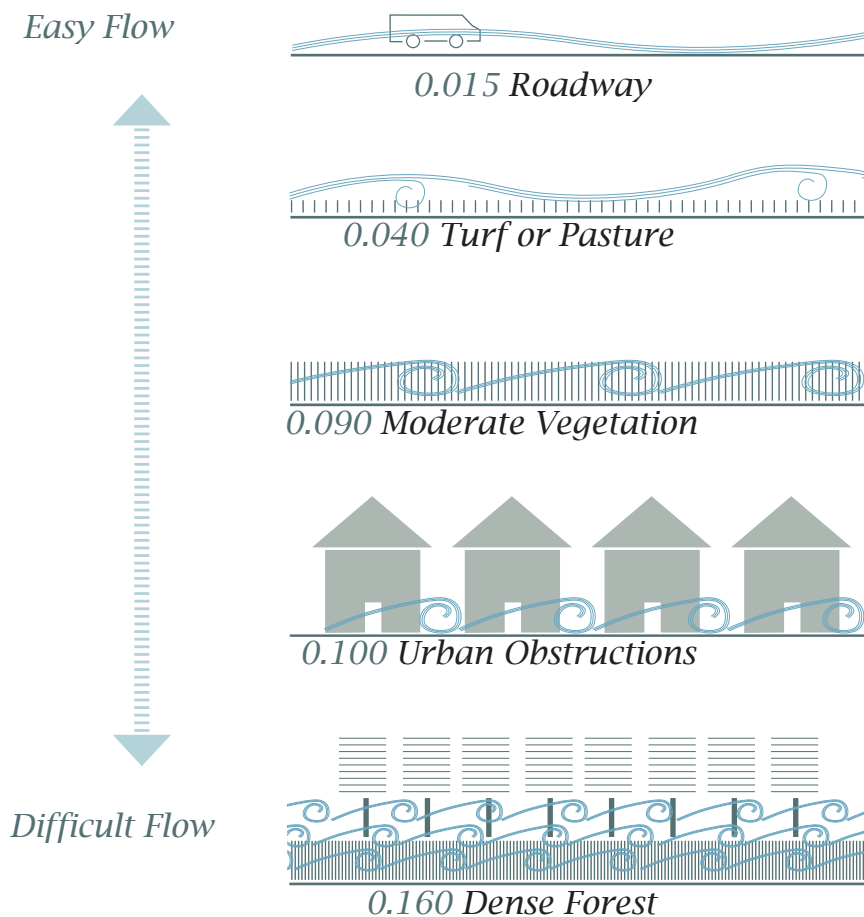 Easy Flow
0.015 Roadway
0.040 Turf or Pasture
0.090 Moderate Vegetation
0.100 Urban Obstructions
Difficult Flow
0.160 Dense Forest